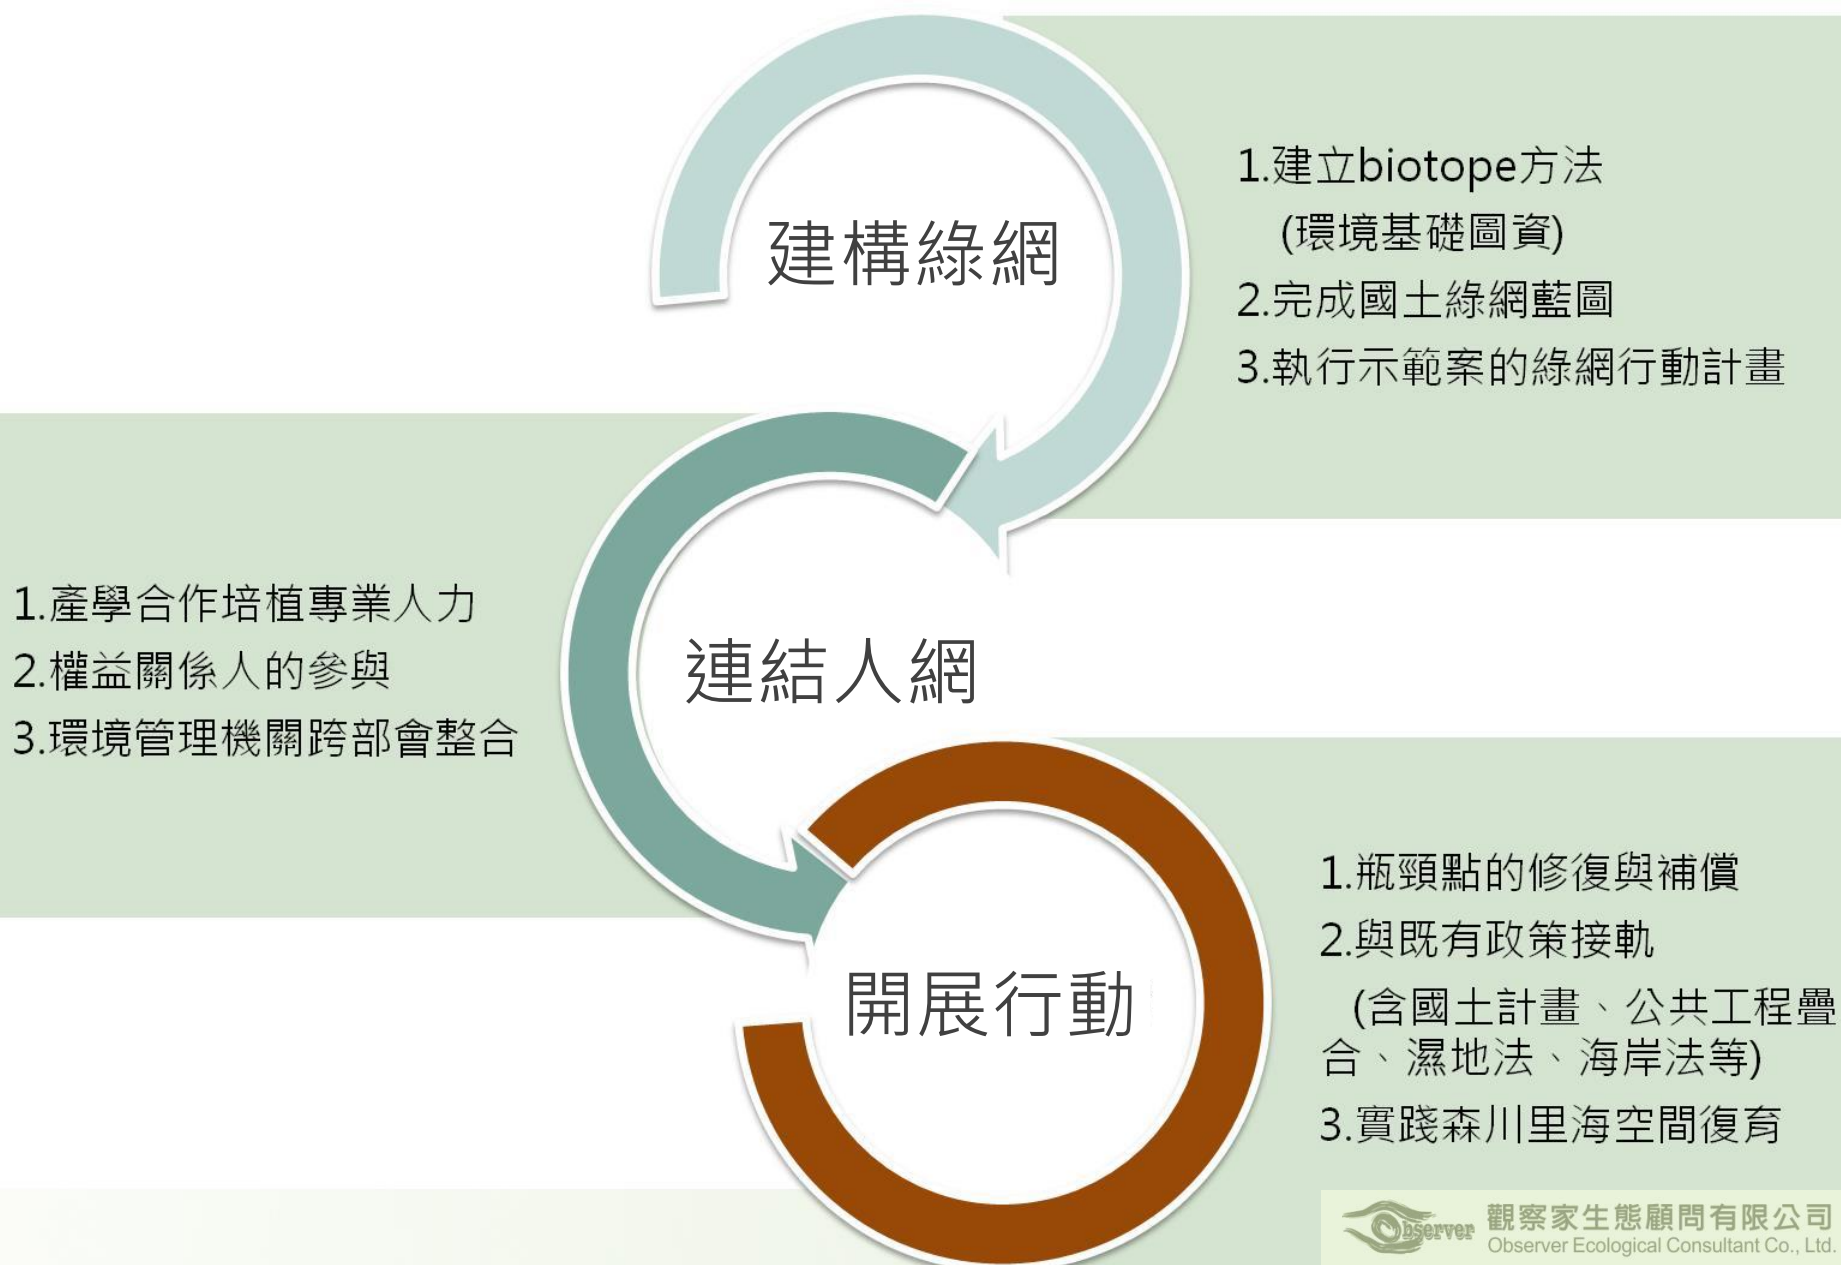 建構綠網
1.建立biotope方法
(環境基礎圖資)
2.完成國土綠網藍圖
3.執行示範案的綠網行動計畫
連結人網
1.產學合作培植專業人力
2.權益關係人的參與
3.環境管理機關跨部會整合
開展行動
1.瓶頸點的修復與補償
2.與既有政策接軌
(含國土計畫、公共工程疊
合、濕地法、海岸法等)
3.實踐森川里海空間復育
Observer
觀察家生態顧問有限公司
Observer Ecological Consultant Co., Ltd.